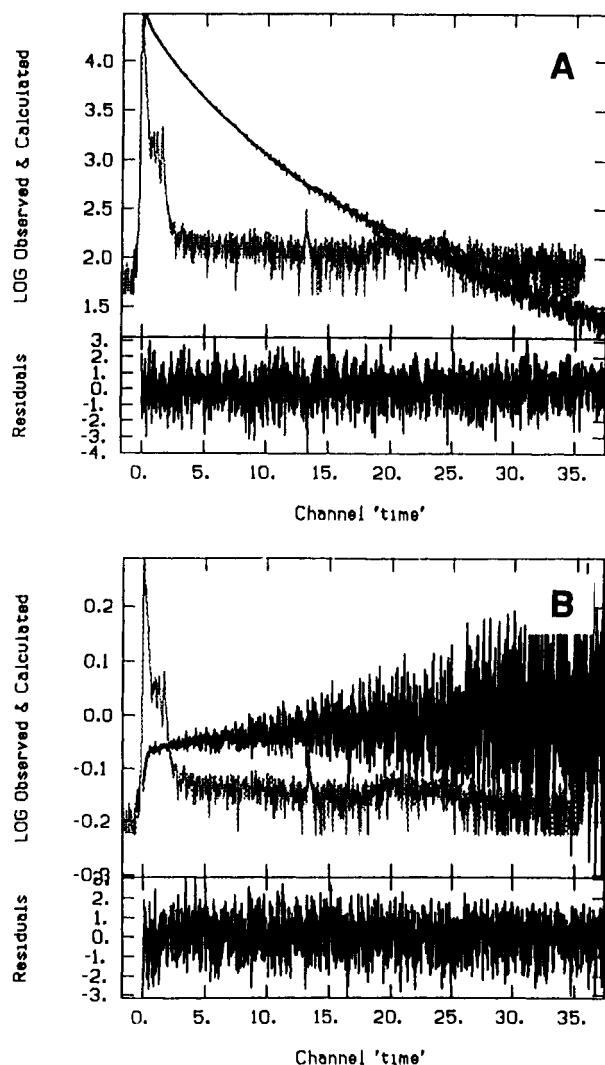 A
LOG Observed & Calculated
4.0
3.5
3.0
2.5
2.0
1.5
Residuals
3.
2.
1.
0.
-1.
-2.
-3.
-4.
0. 5. 10. 15. 20. 25. 30. 35.
Channel 'time'
B
LOG Observed & Calculated
0.2
0.1
0.0
-0.1
-0.2
Residuals
2.
1.
0.
-1.
-2.
-3.
0. 5. 10. 15. 20. 25. 30. 35.
Channel 'time'